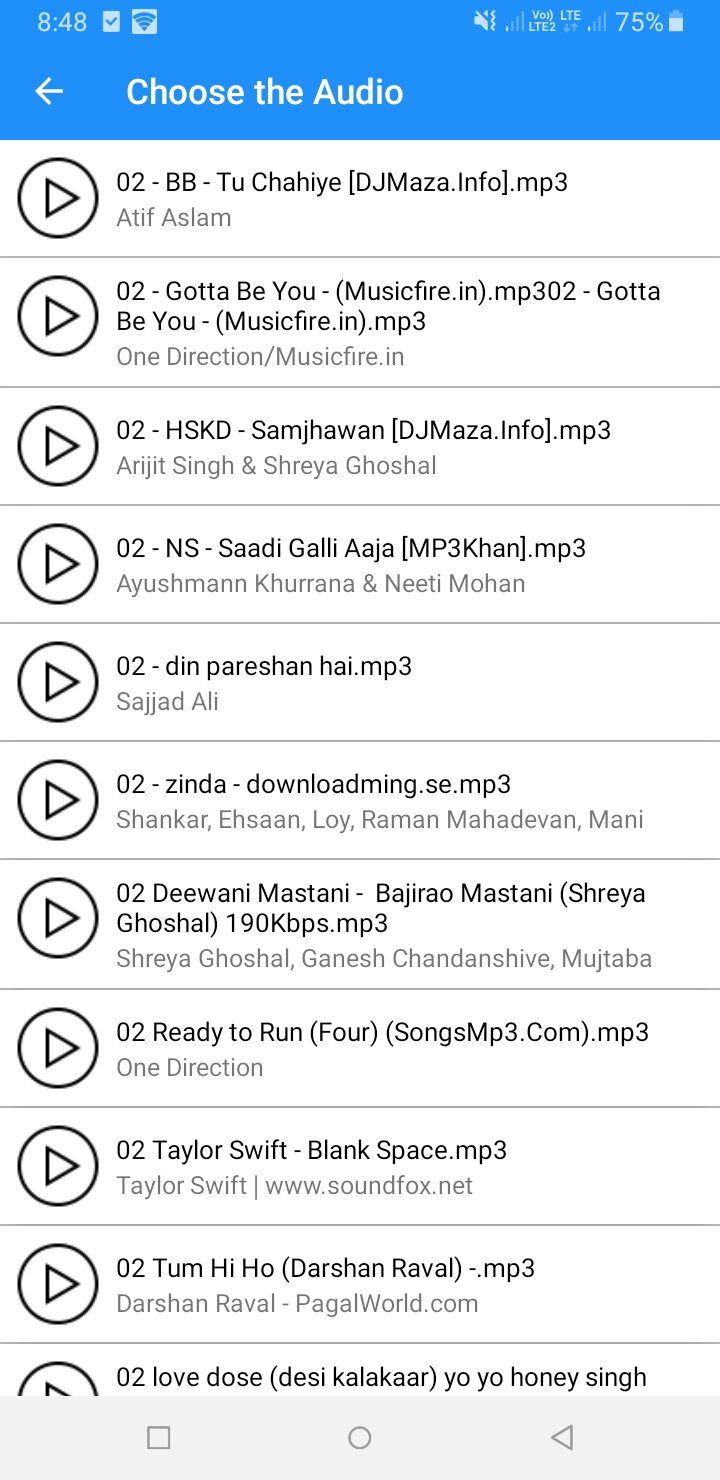 8:48
Vo)) LTE
LTE2
75%
Choose the Audio
02 - BB - Tu Chahiye [DJMaza.Info].mp3
Atif Aslam
02 - Gotta Be You - (Musicfire.in).mp302 - Gotta
Be You - (Musicfire.in).mp3
One Direction/Musicfire.in
02 - HSKD - Samjhawan [DJMaza.Info].mp3
Arijit Singh & Shreya Ghoshal
02 - NS - Saadi Galli Aaja [MP3Khan].mp3
Ayushmann Khurrana & Neeti Mohan
02 - din pareshan hai.mp3
Sajjad Ali
02 - zinda - downloadming.se.mp3
Shankar, Ehsaan, Loy, Raman Mahadevan, Mani
02 Deewani Mastani -  Bajirao Mastani (Shreya
Ghoshal) 190Kbps.mp3
Shreya Ghoshal, Ganesh Chandanshive, Mujtaba
02 Ready to Run (Four) (SongsMp3.Com).mp3
One Direction
02 Taylor Swift - Blank Space.mp3
Taylor Swift | www.soundfox.net
02 Tum Hi Ho (Darshan Raval) -.mp3
Darshan Raval - PagalWorld.com
02 love dose (desi kalakaar) yo yo honey singh